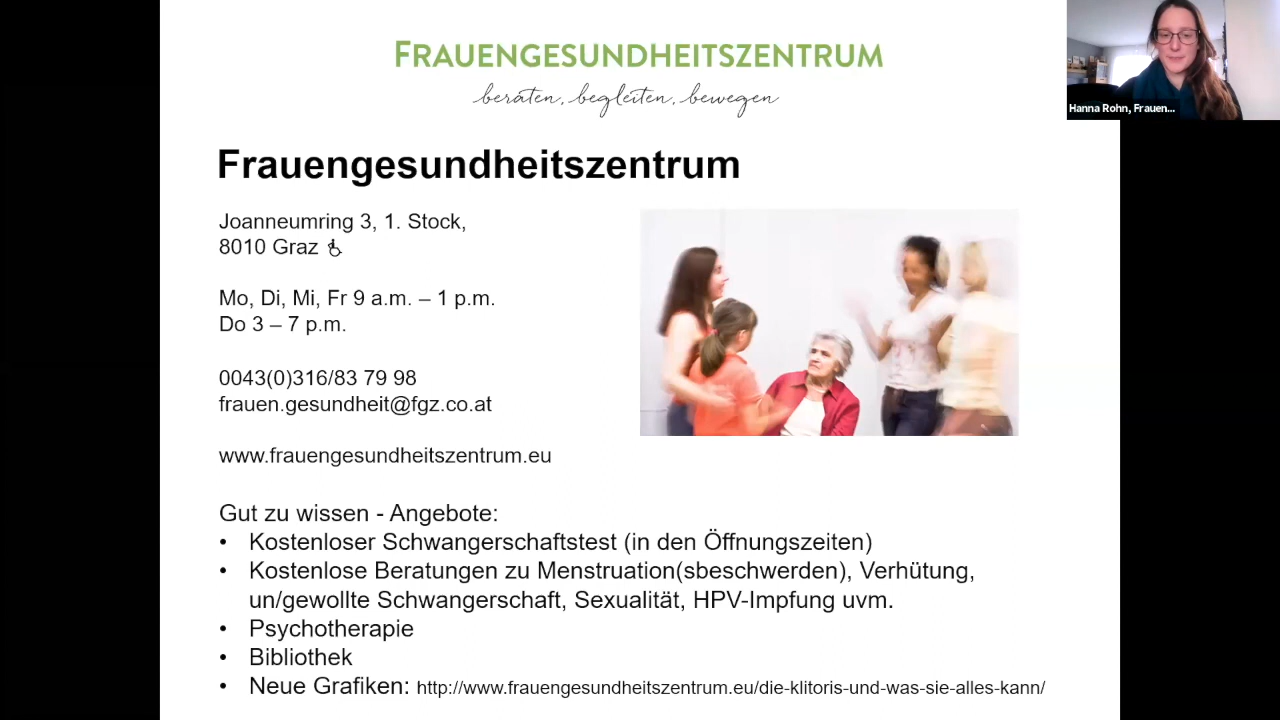 FRAUENGESUNDHEITSZENTRUM
beraten, begleiten, bewegen
Hanna Rohn, Frauen...
Frauengesundheitszentrum
Joanneumring 3, 1. Stock,
8010 Graz ♿
Mo, Di, Mi, Fr 9 a.m. – 1 p.m.
Do 3 – 7 p.m.
0043(0)316/83 79 98
frauen.gesundheit@fgz.co.at
www.frauengesundheitszentrum.eu
Gut zu wissen - Angebote:
• Kostenloser Schwangerschaftstest (in den Öffnungszeiten)
• Kostenlose Beratungen zu Menstruation(sbeschwerden), Verhütung,
un/gewollte Schwangerschaft, Sexualität, HPV-Impfung uvm.
• Psychotherapie
• Bibliothek
• Neue Grafiken: http://www.frauengesundheitszentrum.eu/die-klitoris-und-was-sie-alles-kann/